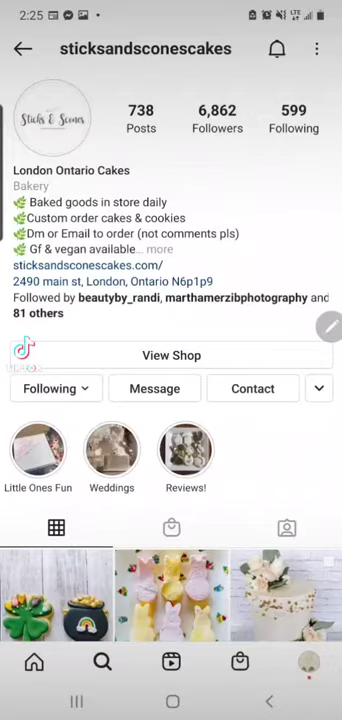 2:25
LTE
sticksandsconescakes
Sticks & Scones
738
Posts
6,862
Followers
599
Following
London Ontario Cakes
Bakery
🌿 Baked goods in store daily
🌿Custom order cakes & cookies
🌿Dm or Email to order (not comments pls)
🌿 Gf & vegan available... more
sticksandsconescakes.com/
2490 main st, London, Ontario N6p1p9
Followed by beautyby_randi, marthamerzibphotography and
81 others
View Shop
Following
Message
Contact
Little Ones Fun
Weddings
Reviews!